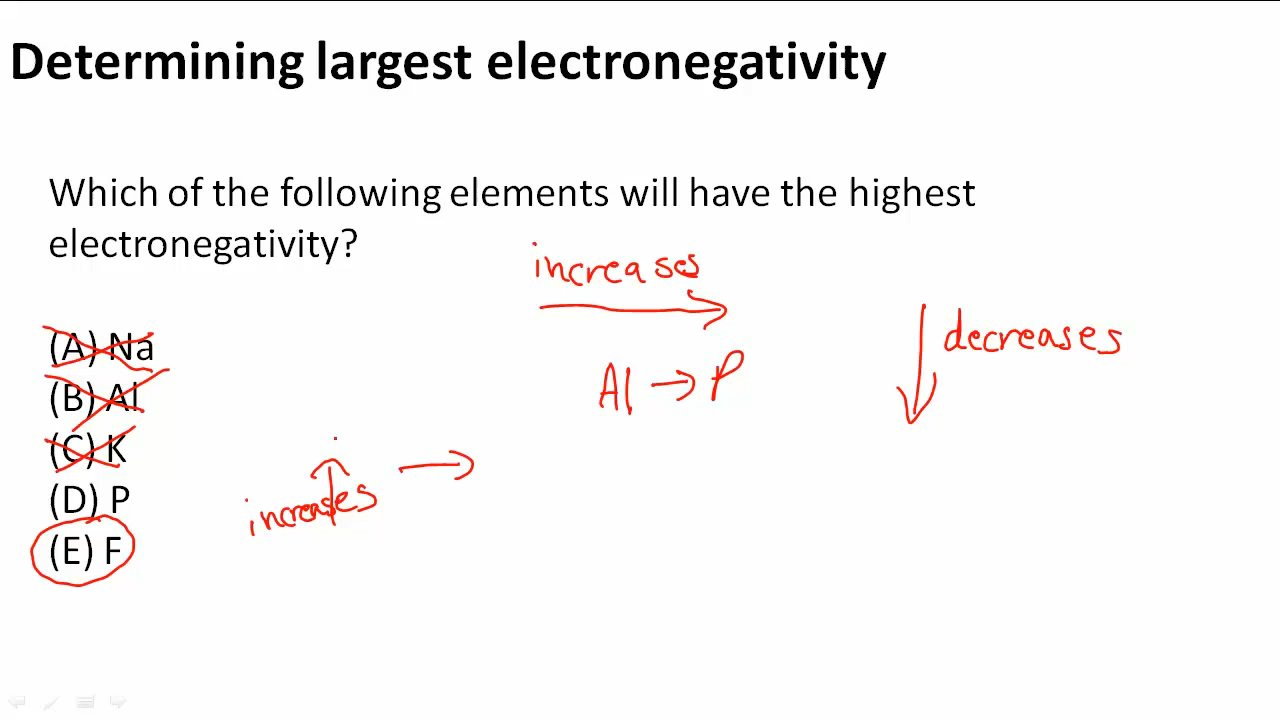 Determining largest electronegativity
Which of the following elements will have the highest
electronegativity?
increases
(A) Na
decreases
(B) Al
Al → P
(C) K
(D) P
increases →
(E) F